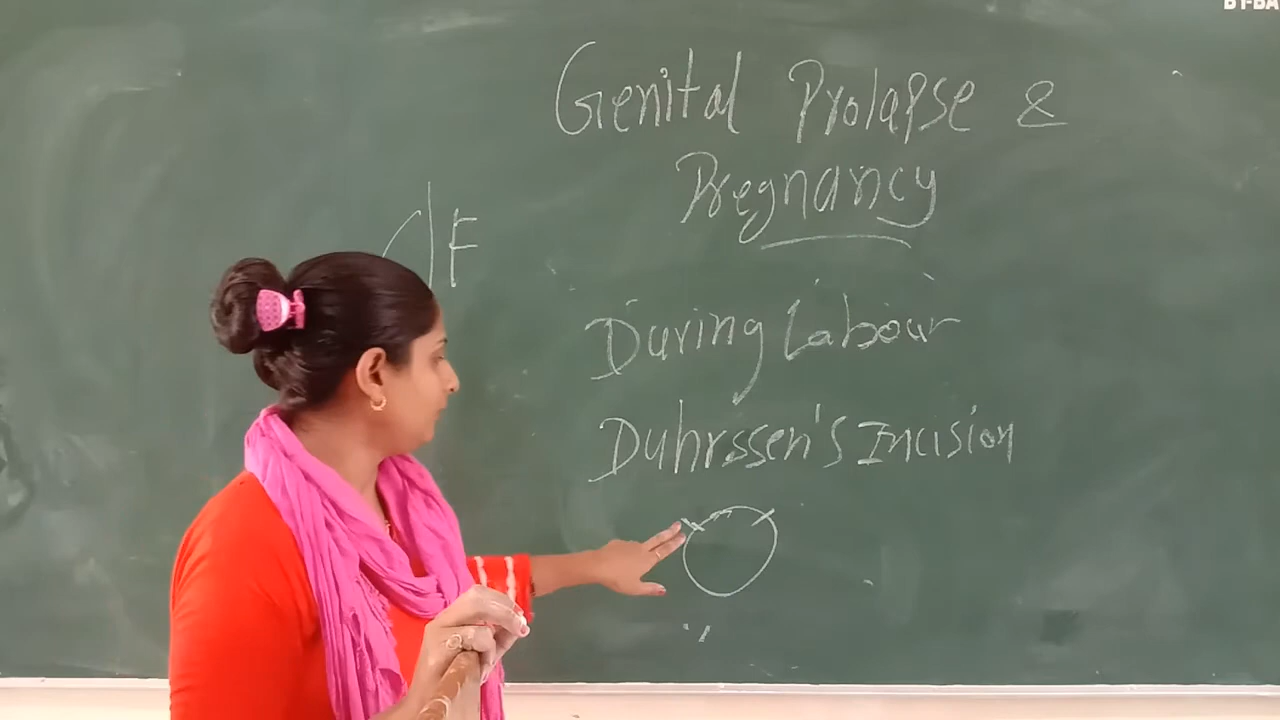 Genital Prolapse &
Pregnancy
C/F
During Labour
Duhrssen's Incision